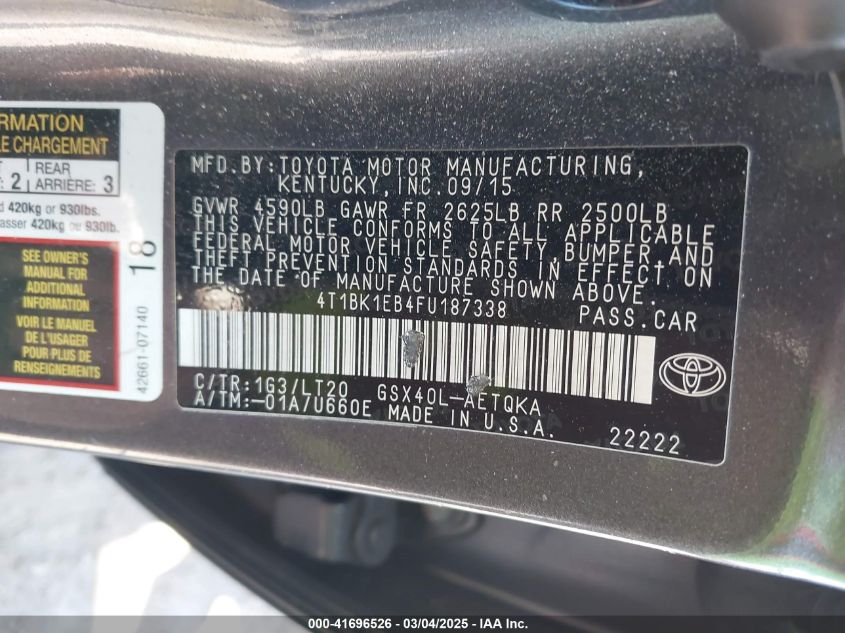 RMATION
E CHARGEMENT
2
REAR
ARRIÈRE: 3
420kg or 930lbs.
asser 420kg ou 930lb.
SEE OWNER'S
MANUAL FOR
ADDITIONAL
INFORMATION
VOIR LE MANUEL
DE L'USAGER
POUR PLUS DE
RENSEIGNEMENTS
18
42661-07140
MFD.BY:TOYOTA MOTOR MANUFACTURING,
KENTUCKY, INC.09/15
GVWR 4590LB GAWR FR 2625LB RR 2500LB
THIS VEHICLE CONFORMS TO ALL APPLICABLE
FEDERAL MOTOR VEHICLE SAFETY, BUMPER, AND
THEFT PREVENTION STANDARDS IN EFFECT ON
THE DATE OF MANUFACTURE SHOWN ABOVE.
4T1BK1EB4FU187338 PASS.CAR
C/TR:1G3/LT20 GSX40L-AETQKA
A/TM:-01A/U660E MADE IN U.S.A.
22222
000-41696526 - 03/04/2025 - IAAI Inc.